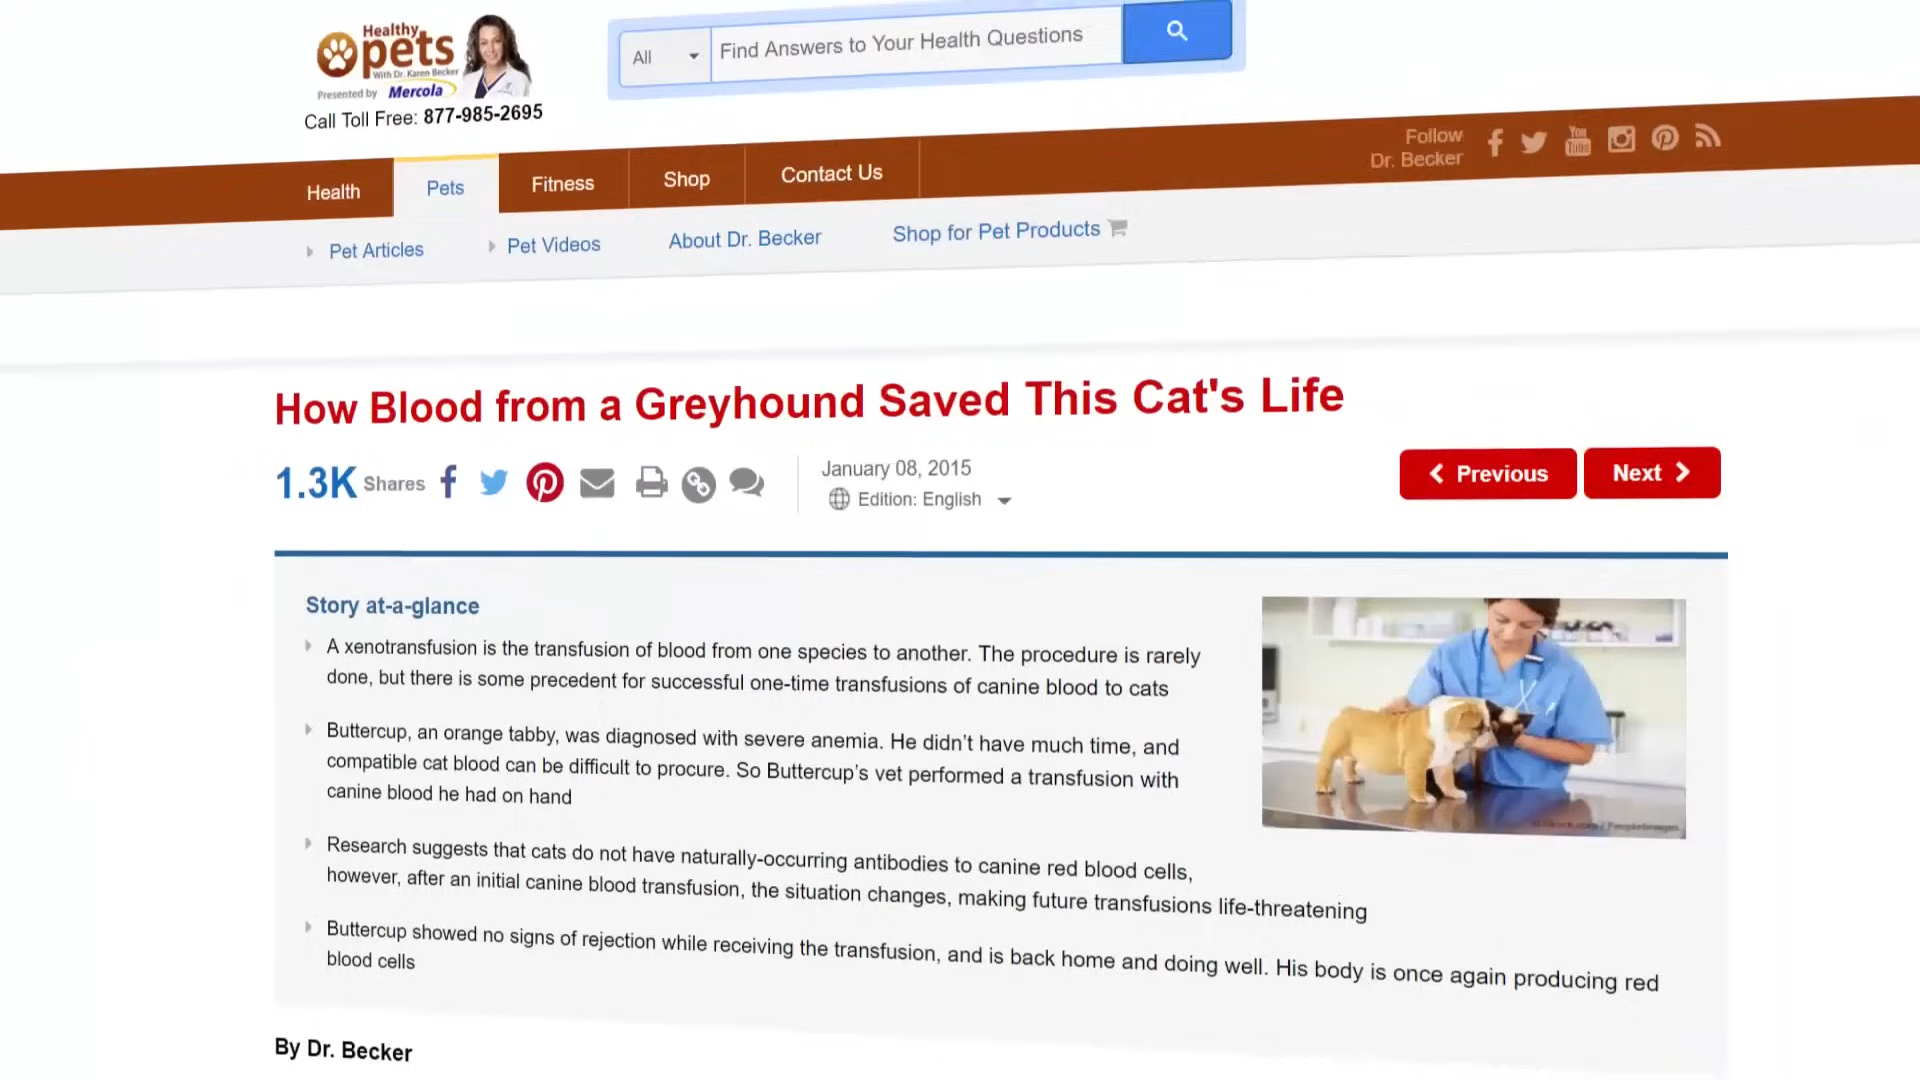 Healthy
pets
With Dr. Karen Becker
Presented by Mercola
Call Toll Free: 877-985-2695
All
Find Answers to Your Health Questions
Follow
Dr. Becker
You
Tube
Health
Pets
Fitness
Shop
Contact Us
Pet Articles
Pet Videos
About Dr. Becker
Shop for Pet Products
How Blood from a Greyhound Saved This Cat's Life
1.3K Shares
January 08, 2015
Edition: English
Previous
Next
Story at-a-glance
A xenotransfusion is the transfusion of blood from one species to another. The procedure is rarely
done, but there is some precedent for successful one-time transfusions of canine blood to cats
Buttercup, an orange tabby, was diagnosed with severe anemia. He didn't have much time, and
compatible cat blood can be difficult to procure. So Buttercup's vet performed a transfusion with
canine blood he had on hand
Research suggests that cats do not have naturally-occurring antibodies to canine red blood cells,
however, after an initial canine blood transfusion, the situation changes, making future transfusions life-threatening
Buttercup showed no signs of rejection while receiving the transfusion, and is back home and doing well. His body is once again producing red
blood cells
By Dr. Becker